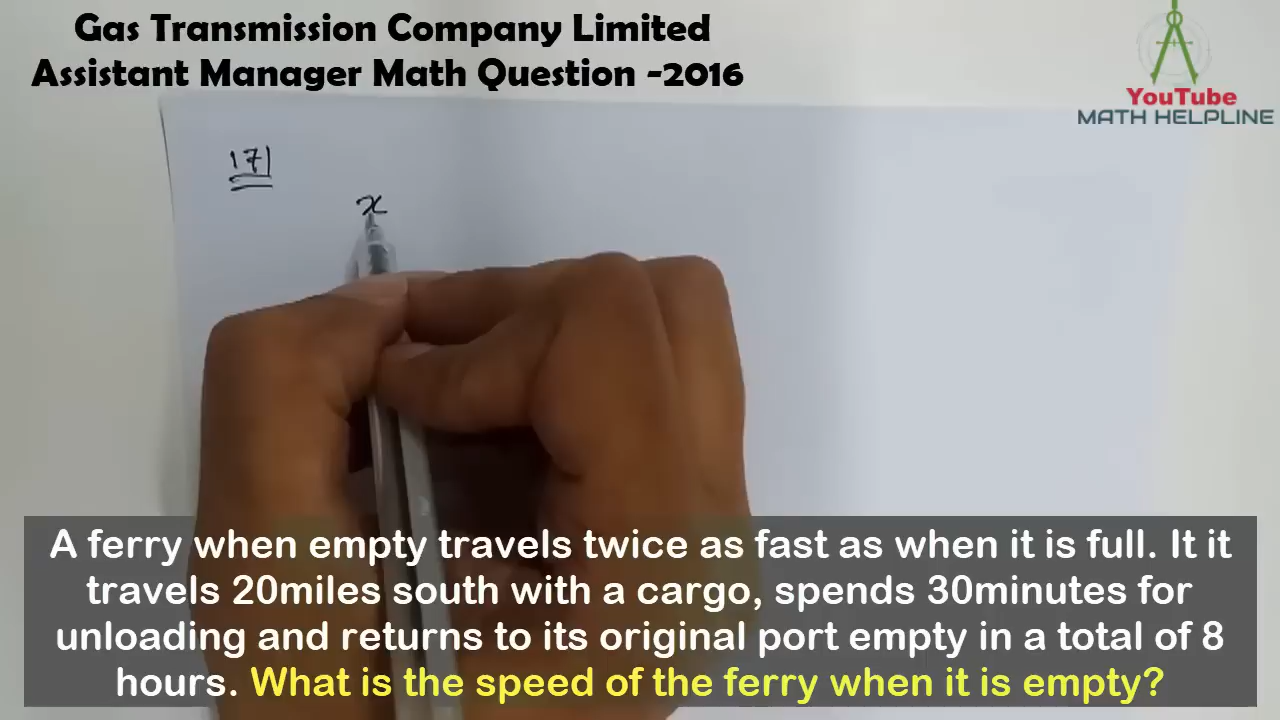 Gas Transmission Company Limited
Assistant Manager Math Question -2016
YouTube
MATH HELPLINE
17|
x
A ferry when empty travels twice as fast as when it is full. It it
travels 20miles south with a cargo, spends 30minutes for
unloading and returns to its original port empty in a total of 8
hours. What is the speed of the ferry when it is empty?